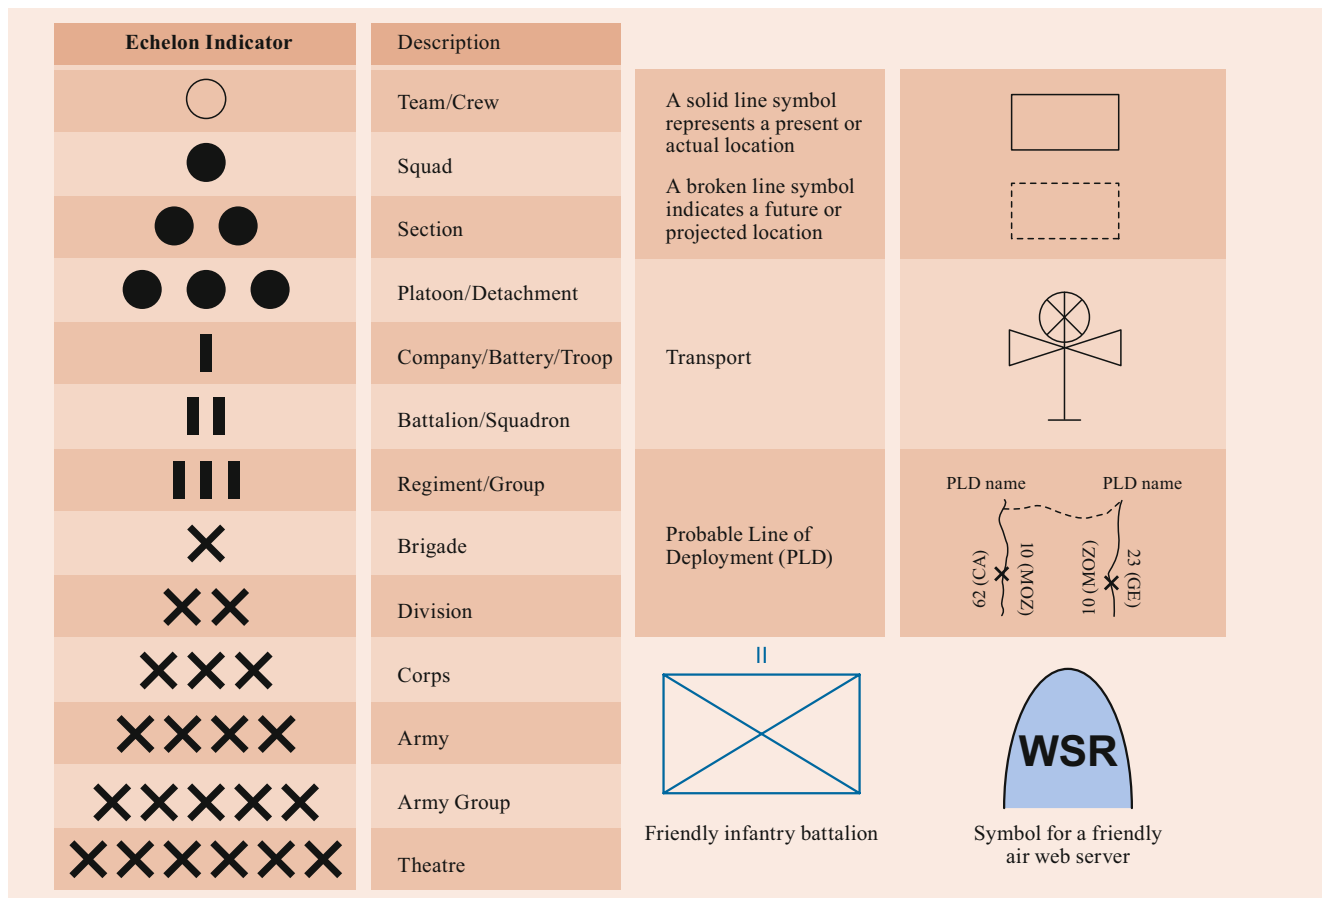 Echelon Indicator
Description
Team/Crew
Squad
Section
Platoon/Detachment
Company/Battery/Troop
Battalion/Squadron
Regiment/Group
Brigade
Division
Corps
Army
Army Group
Theatre
A solid line symbol
represents a present or
actual location
A broken line symbol
indicates a future or
projected location
Transport
Probable Line of
Deployment (PLD)
PLD name
PLD name
62 (CA)
10 (MOZ)
10 (MOZ)
23 (GE)
Friendly infantry battalion
WSR
Symbol for a friendly
air web server